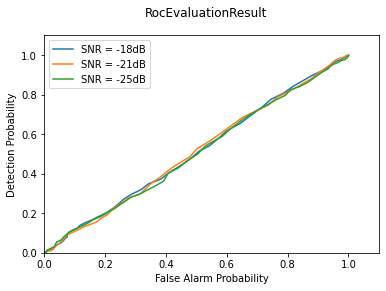 RocEvaluationResult
SNR = -18dB
SNR = -21dB
SNR = -25dB
Detection Probability
1.0
0.8
0.6
0.4
0.2
0.0
0.0 0.2 0.4 0.6 0.8 1.0
False Alarm Probability